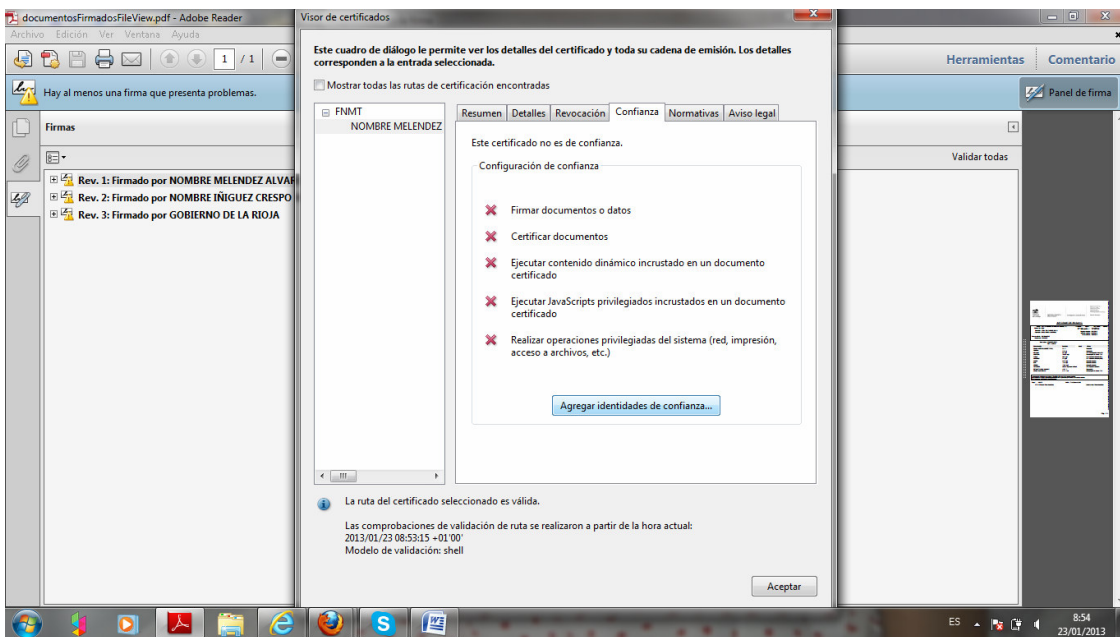 documentosFirmadosFileView.pdf - Adobe Reader
Archivo Edición Ver Ventana Ayuda
1 / 1
Herramientas Comentario
Hay al menos una firma que presenta problemas.
Panel de firma
Firmas
Validar todas
Rev. 1: Firmado por NOMBRE MELENDEZ ALVAR
Rev. 2: Firmado por NOMBRE IÑIGUEZ CRESPO
Rev. 3: Firmado por GOBIERNO DE LA RIOJA
Visor de certificados
Este cuadro de diálogo le permite ver los detalles del certificado y toda su cadena de emisión. Los detalles
corresponden a la entrada seleccionada.
Mostrar todas las rutas de certificación encontradas
FNMT
NOMBRE MELENDEZ
Resumen Detalles Revocación Confianza Normativas Aviso legal
Este certificado no es de confianza.
Configuración de confianza
Firmar documentos o datos
Certificar documentos
Ejecutar contenido dinámico incrustado en un documento
certificado
Ejecutar JavaScripts privilegiados incrustados en un documento
certificado
Realizar operaciones privilegiadas del sistema (red, impresión,
acceso a archivos, etc.)
Agregar identidades de confianza...
La ruta del certificado seleccionado es válida.
Las comprobaciones de validación de ruta se realizaron a partir de la hora actual:
2013/01/23 08:53:15 +01'00'
Modelo de validación: shell
Aceptar
ES
8:54
23/01/2013